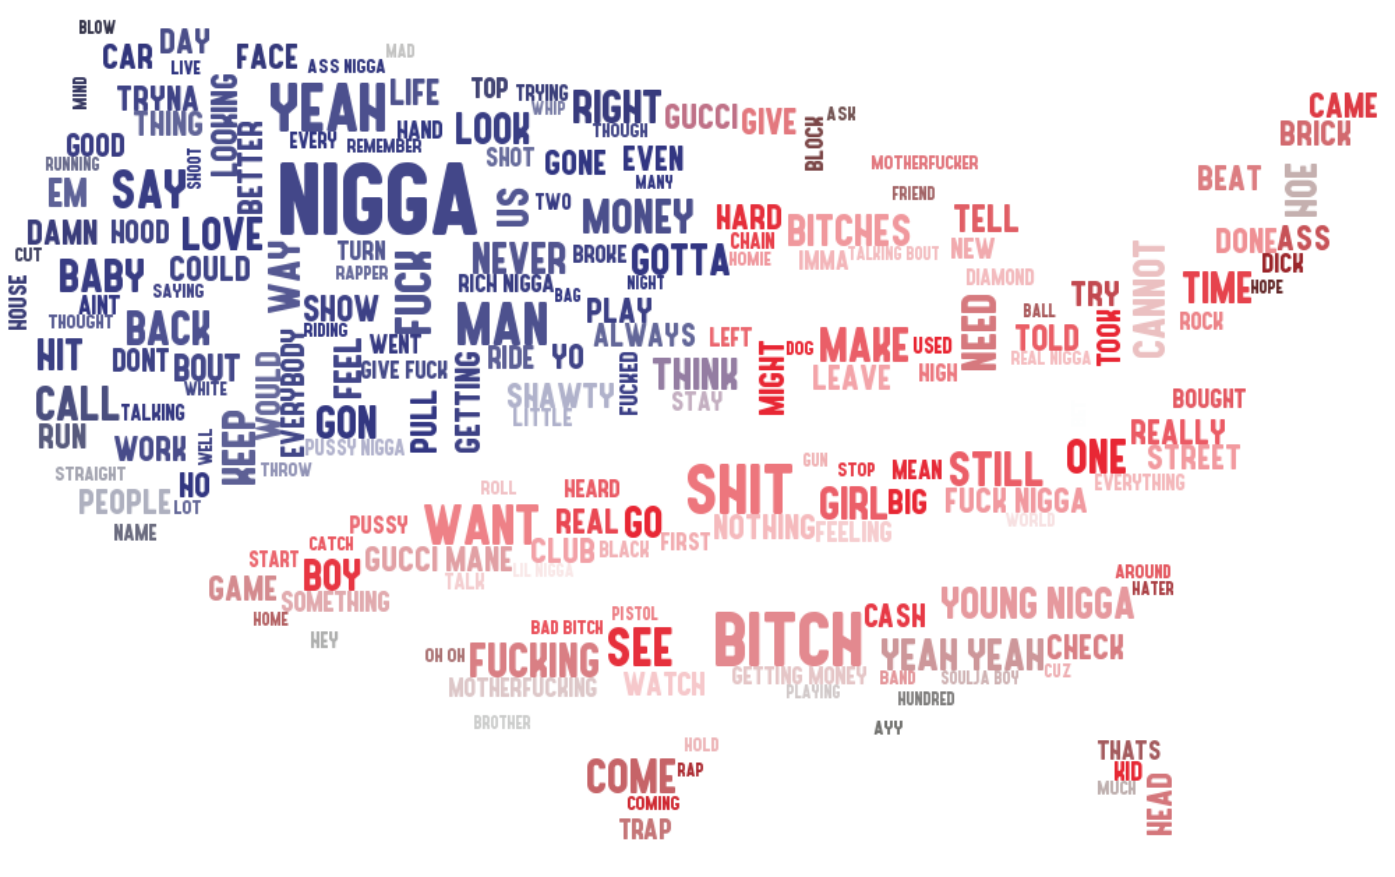 BLOW
DAY
CAR
LIVE
FACE
ASS NIGGA
MAD
MIND
TRYNA
THING
LOOKING
YEAH
LIFE
TOP
TRYING
WHIP
RIGHT
THOUGH
GUCCI
GIVE
BLOCK
ASK
CAME
BRICK
GOOD
RUNNING
SHOOT
BETTER
EVERY
REMEMBER
HAND
LOOK
SHOT
GONE
EVEN
MANY
MOTHERFUCKER
FRIEND
BEAT
HOE
EM
SAY
NIGGA
US
TWO
MONEY
HARD
CHAIN
HOMIE
BITCHES
IMMA
TALKING BOUT
TELL
NEW
DIAMOND
CANNOT
DONE
ASS
DICK
HOPE
TIME
ROCK
DAMN
HOOD
LOVE
CUT
HOUSE
BABY
COULD
SAYING
WAY
TURN
RAPPER
FUCK
NEVER
BROKE
GOTTA
RICH NIGGA
BAG
NIGHT
AINT
THOUGHT
BACK
SHOW
RIDING
MAN
PLAY
ALWAYS
LEFT
MIGHT
DOG
MAKE
USED
LEAVE
HIGH
NEED
BALL
TRY
TOLD
TOOK
REAL NIGGA
HIT
DONT
BOUT
WHITE
WOULD
EVERYBODY
FEEL
WENT
GIVE FUCK
GETTING
RIDE
YO
FUCKED
THINK
STAY
SHAWTY
LITTLE
CALL
TALKING
RUN
WORK
WELL
KEEP
GON
PUSSY NIGGA
PULL
THROW
BOUGHT
REALLY
STREET
ONE
EVERYTHING
STRAIGHT
PEOPLE
HO
LOT
NAME
ROLL
HEARD
SHIT
GUN
STOP
MEAN
STILL
GIRL
BIG
FUCK NIGGA
WORLD
PUSSY
WANT
REAL
GO
NOTHING
FEELING
FIRST
CATCH
START
BOY
GUCCI MANE
CLUB
BLACK
LIL NIGGA
TALK
GAME
SOMETHING
HOME
HEY
AROUND
HATER
YOUNG NIGGA
CASH
PISTOL
BAD BITCH
SEE
BITCH
OH OH
FUCKING
YEAH YEAH
CHECK
CUZ
MOTHERFUCKING
WATCH
GETTING MONEY
PLAYING
BAND
SOULJA BOY
HUNDRED
BROTHER
AYY
HOLD
COME
RAP
COMING
TRAP
THATS
KID
MUCH
HEAD